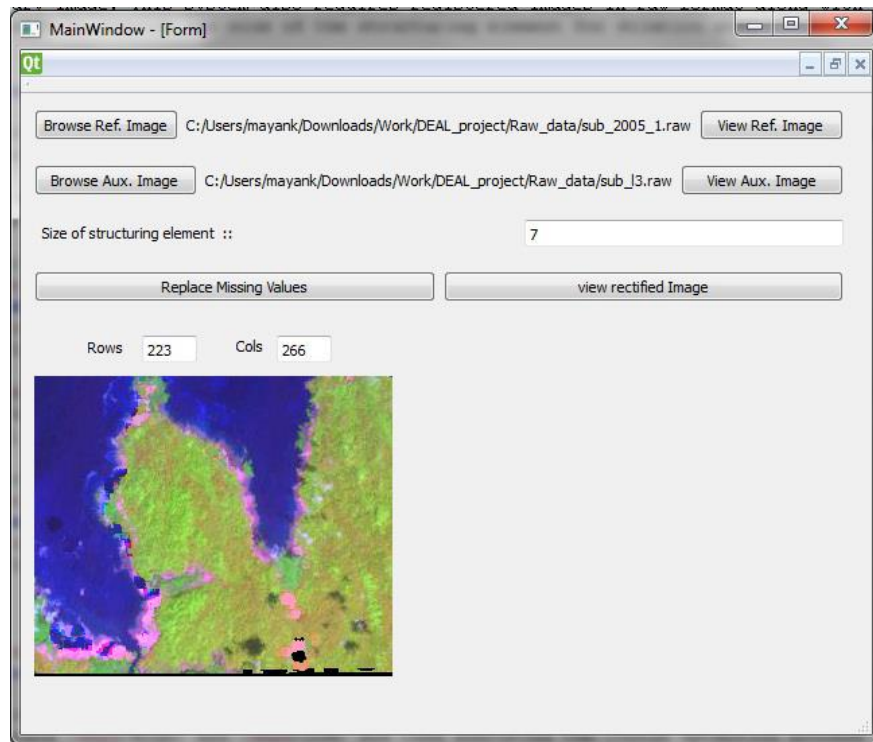 MainWindow - [Form]
Qt
Browse Ref. Image C:/Users/mayank/Downloads/Work/DEAL_project/Raw_data/sub_2005_1.raw View Ref. Image
Browse Aux. Image C:/Users/mayank/Downloads/Work/DEAL_project/Raw_data/sub_l3.raw View Aux. Image
Size of structuring element :: 7
Replace Missing Values view rectified Image
Rows 223 Cols 266